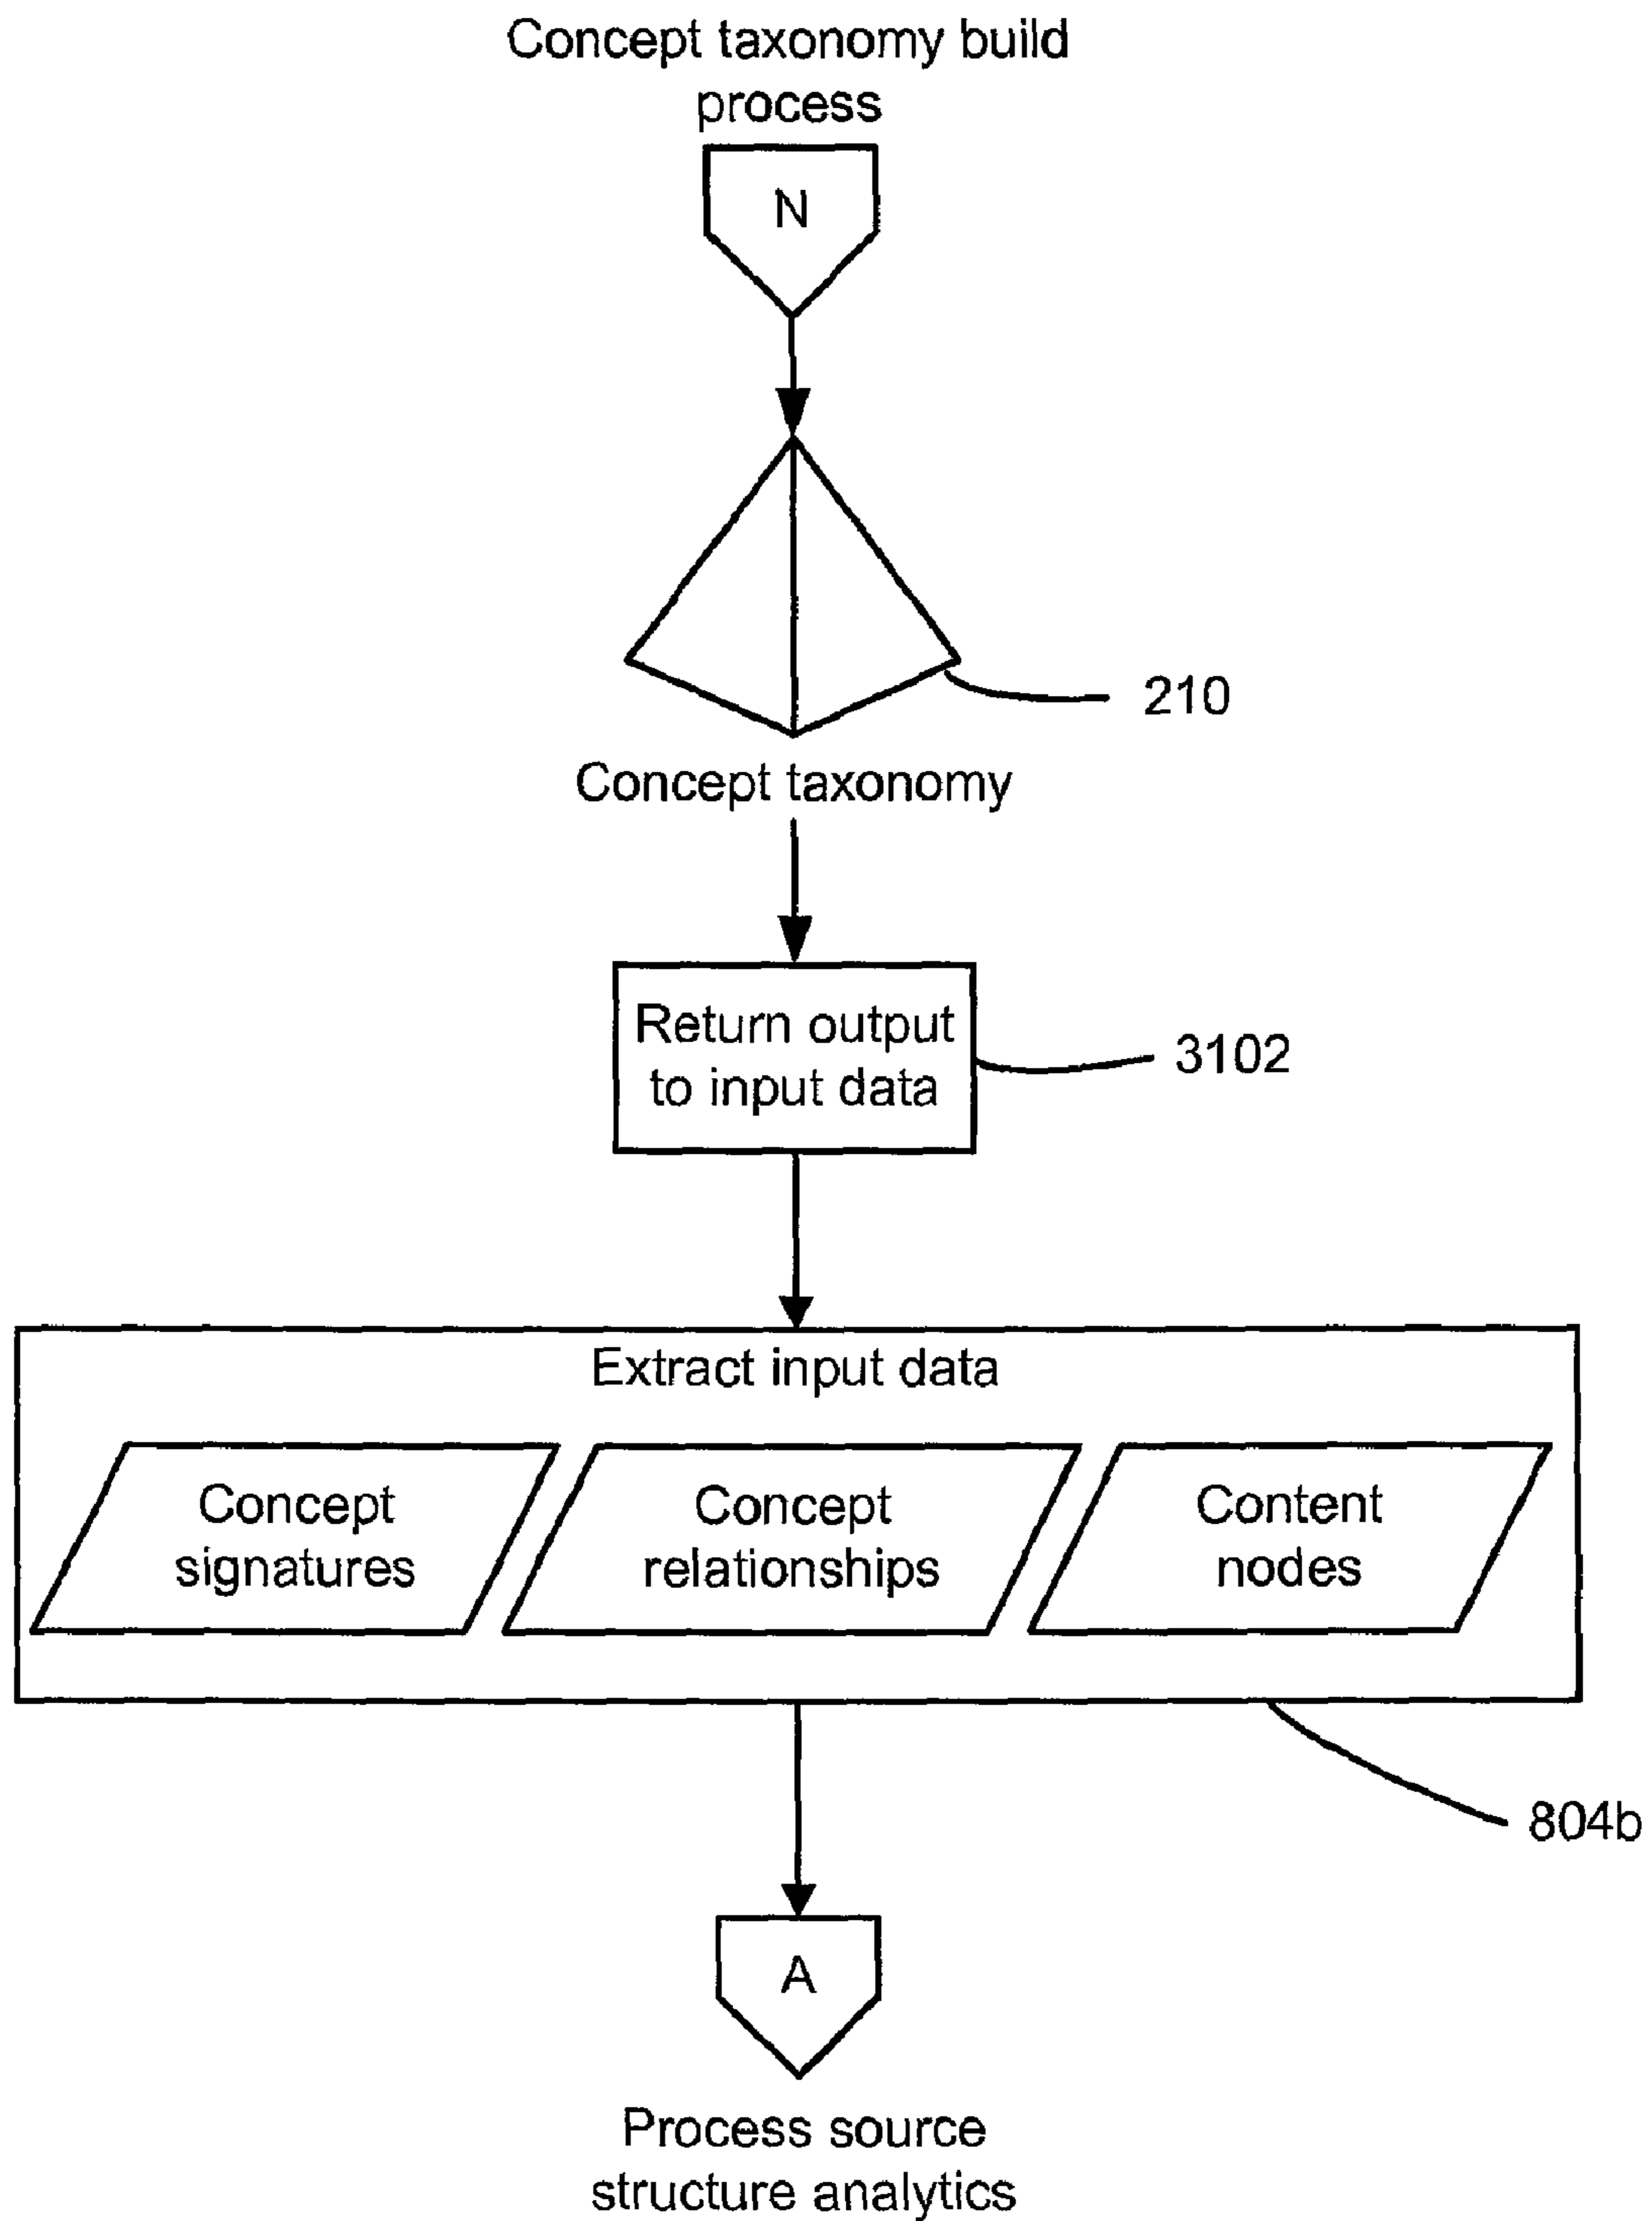 Concept taxonomy build
process
N
210
Concept taxonomy
Return output
to input data
3102
Extract input data
Concept
signatures
Concept
relationships
Content
nodes
804b
A
Process source
structure analytics